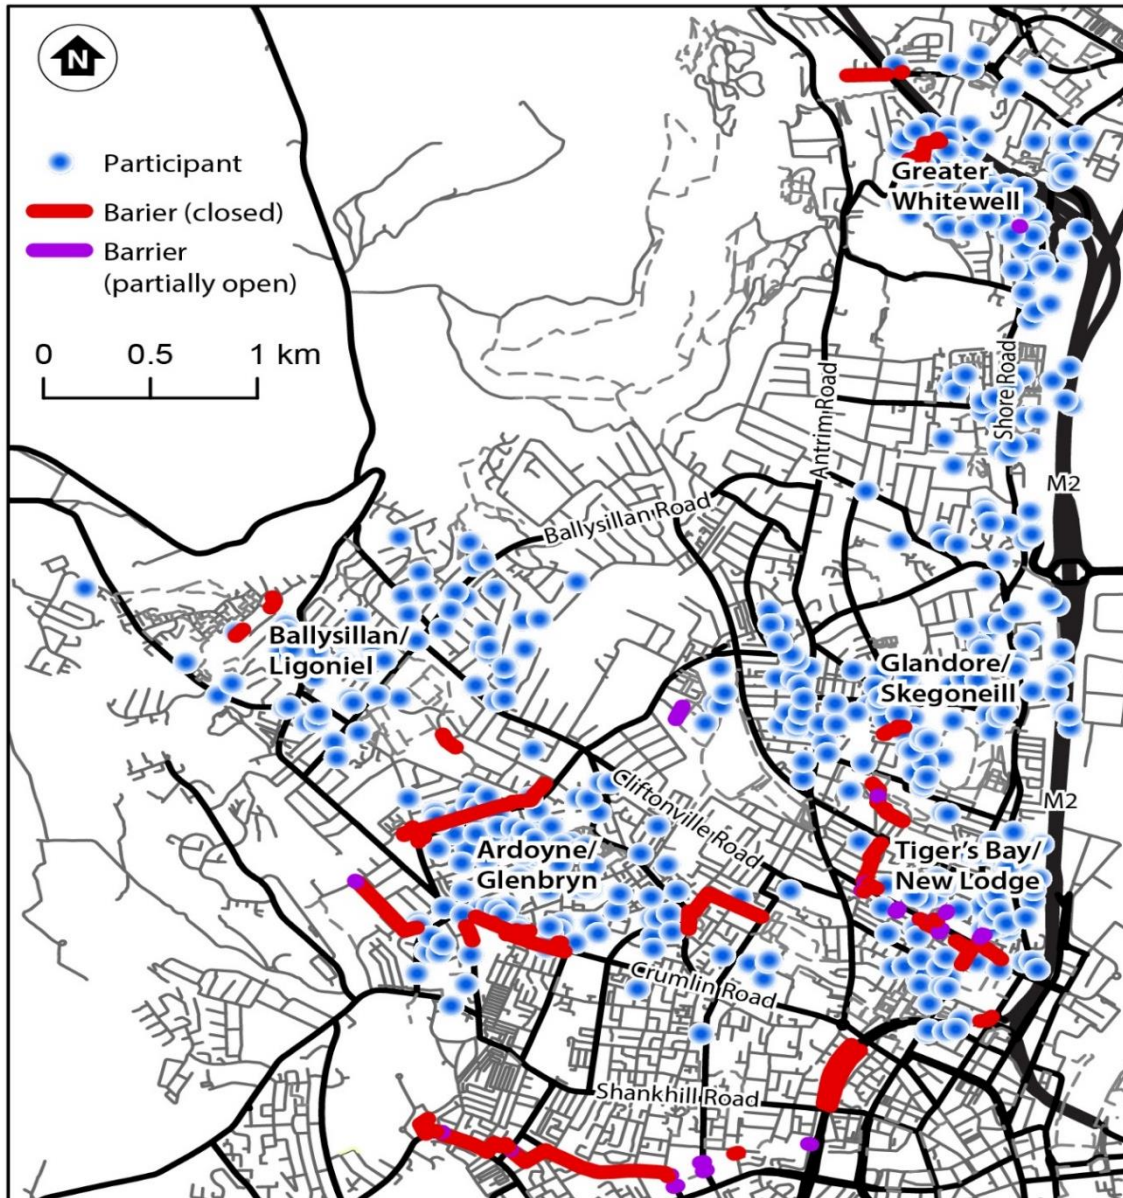 N
Participant
Barier (closed)
Barrier
(partially open)
0 0.5 1 km
Greater
Whitewell
Shore Road
Antrim Road
M2
Ballysillan Road
Ballysillan/
Ligoniel
Glandore/
Skegoneill
Cliftonville Road
M2
Ardoyne/
Glenbryn
Tiger's Bay/
New Lodge
Crumlin Road
Shankhill Road